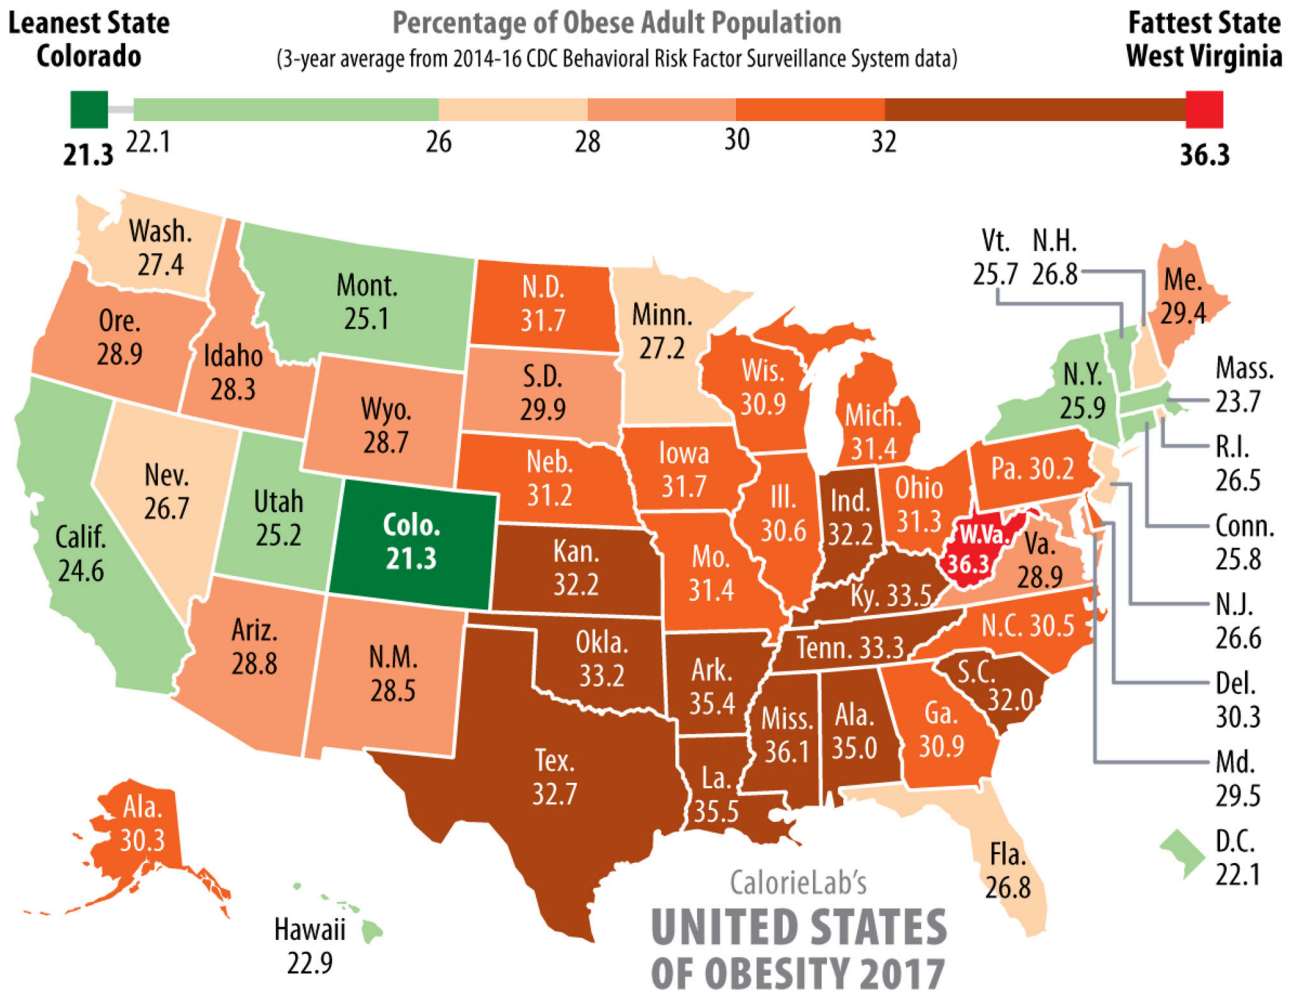 Leanest State
Colorado
Percentage of Obese Adult Population
(3-year average from 2014-16 CDC Behavioral Risk Factor Surveillance System data)
Fattest State
West Virginia
21.3
22.1
26
28
30
32
36.3
Wash.
27.4
Ore.
28.9
Idaho
28.3
Mont.
25.1
N.D.
31.7
Minn.
27.2
Vt.
25.7
N.H.
26.8
Me.
29.4
Wyo.
28.7
S.D.
29.9
Wis.
30.9
Mich.
31.4
N.Y.
25.9
Mass.
23.7
R.I.
26.5
Conn.
25.8
N.J.
26.6
Del.
30.3
Md.
29.5
D.C.
22.1
Calif.
24.6
Nev.
26.7
Utah
25.2
Colo.
21.3
Neb.
31.2
Iowa
31.7
Ill.
30.6
Ind.
32.2
Ohio
31.3
Pa. 30.2
W.Va.
36.3
Va.
28.9
Kan.
32.2
Mo.
31.4
Ky. 33.5
Ariz.
28.8
N.M.
28.5
Okla.
33.2
Ark.
35.4
Tenn. 33.3
N.C. 30.5
S.C.
32.0
Tex.
32.7
La.
35.5
Miss.
36.1
Ala.
35.0
Ga.
30.9
Fla.
26.8
Ala.
30.3
Hawaii
22.9
CalorieLab's
UNITED STATES
OF OBESITY 2017